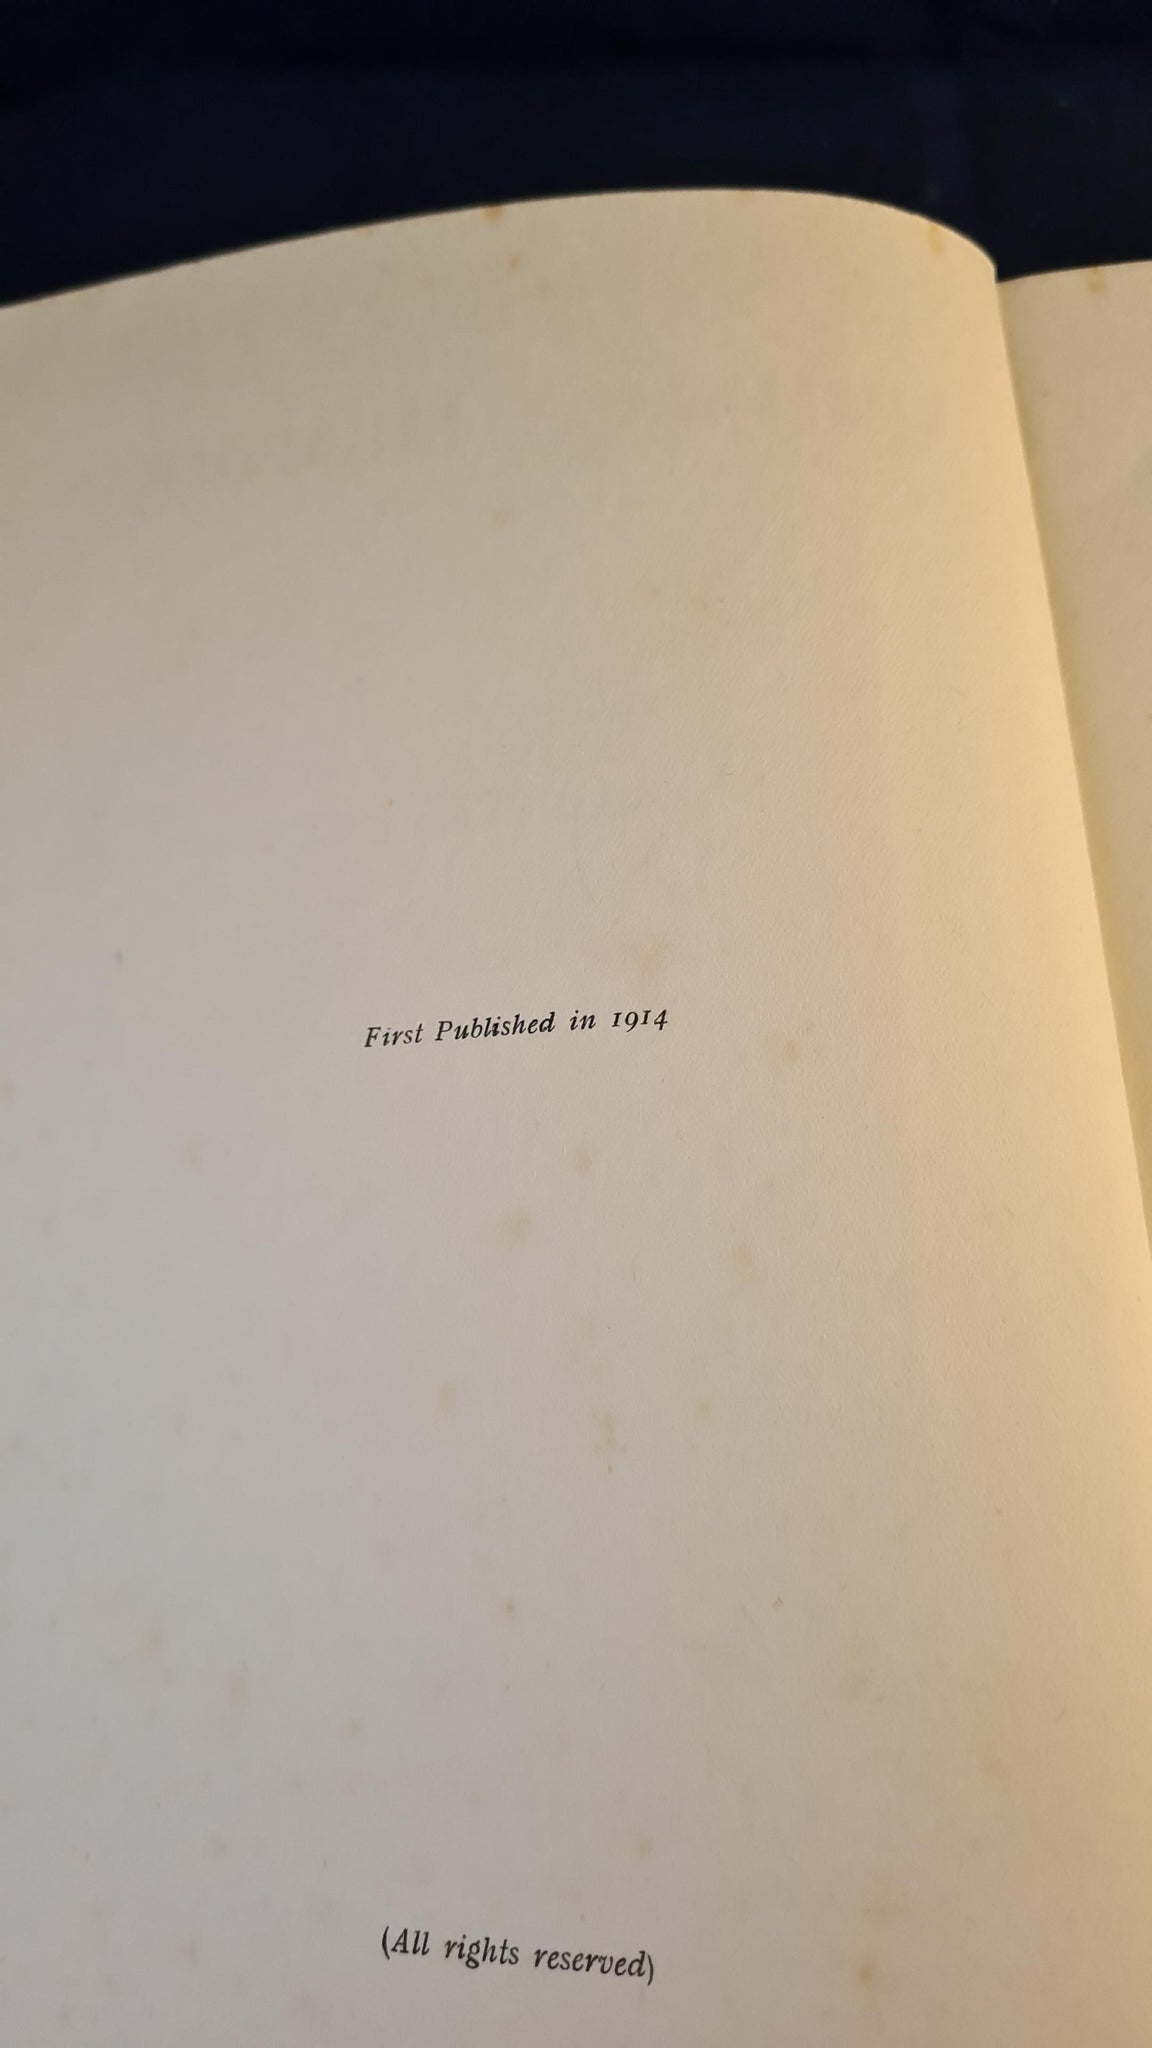 First Published in 1914
(All rights reserved)